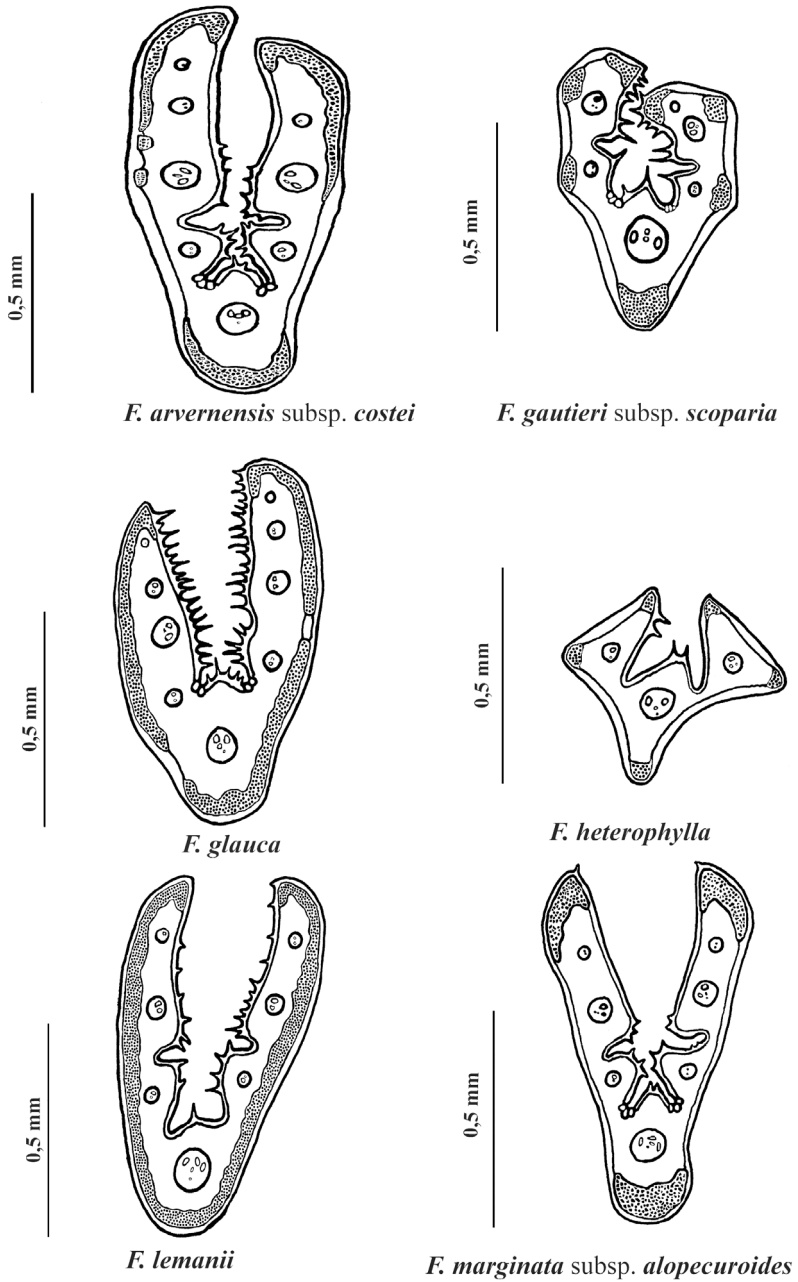 0,5 mm
0,5 mm
F. arvernensis subsp. costei
F. gautieri subsp. scoparia
0,5 mm
0,5 mm
F. glauca
F. heterophylla
0,5 mm
0,5 mm
F. lemanii
F. marginata subsp. alopecuroides